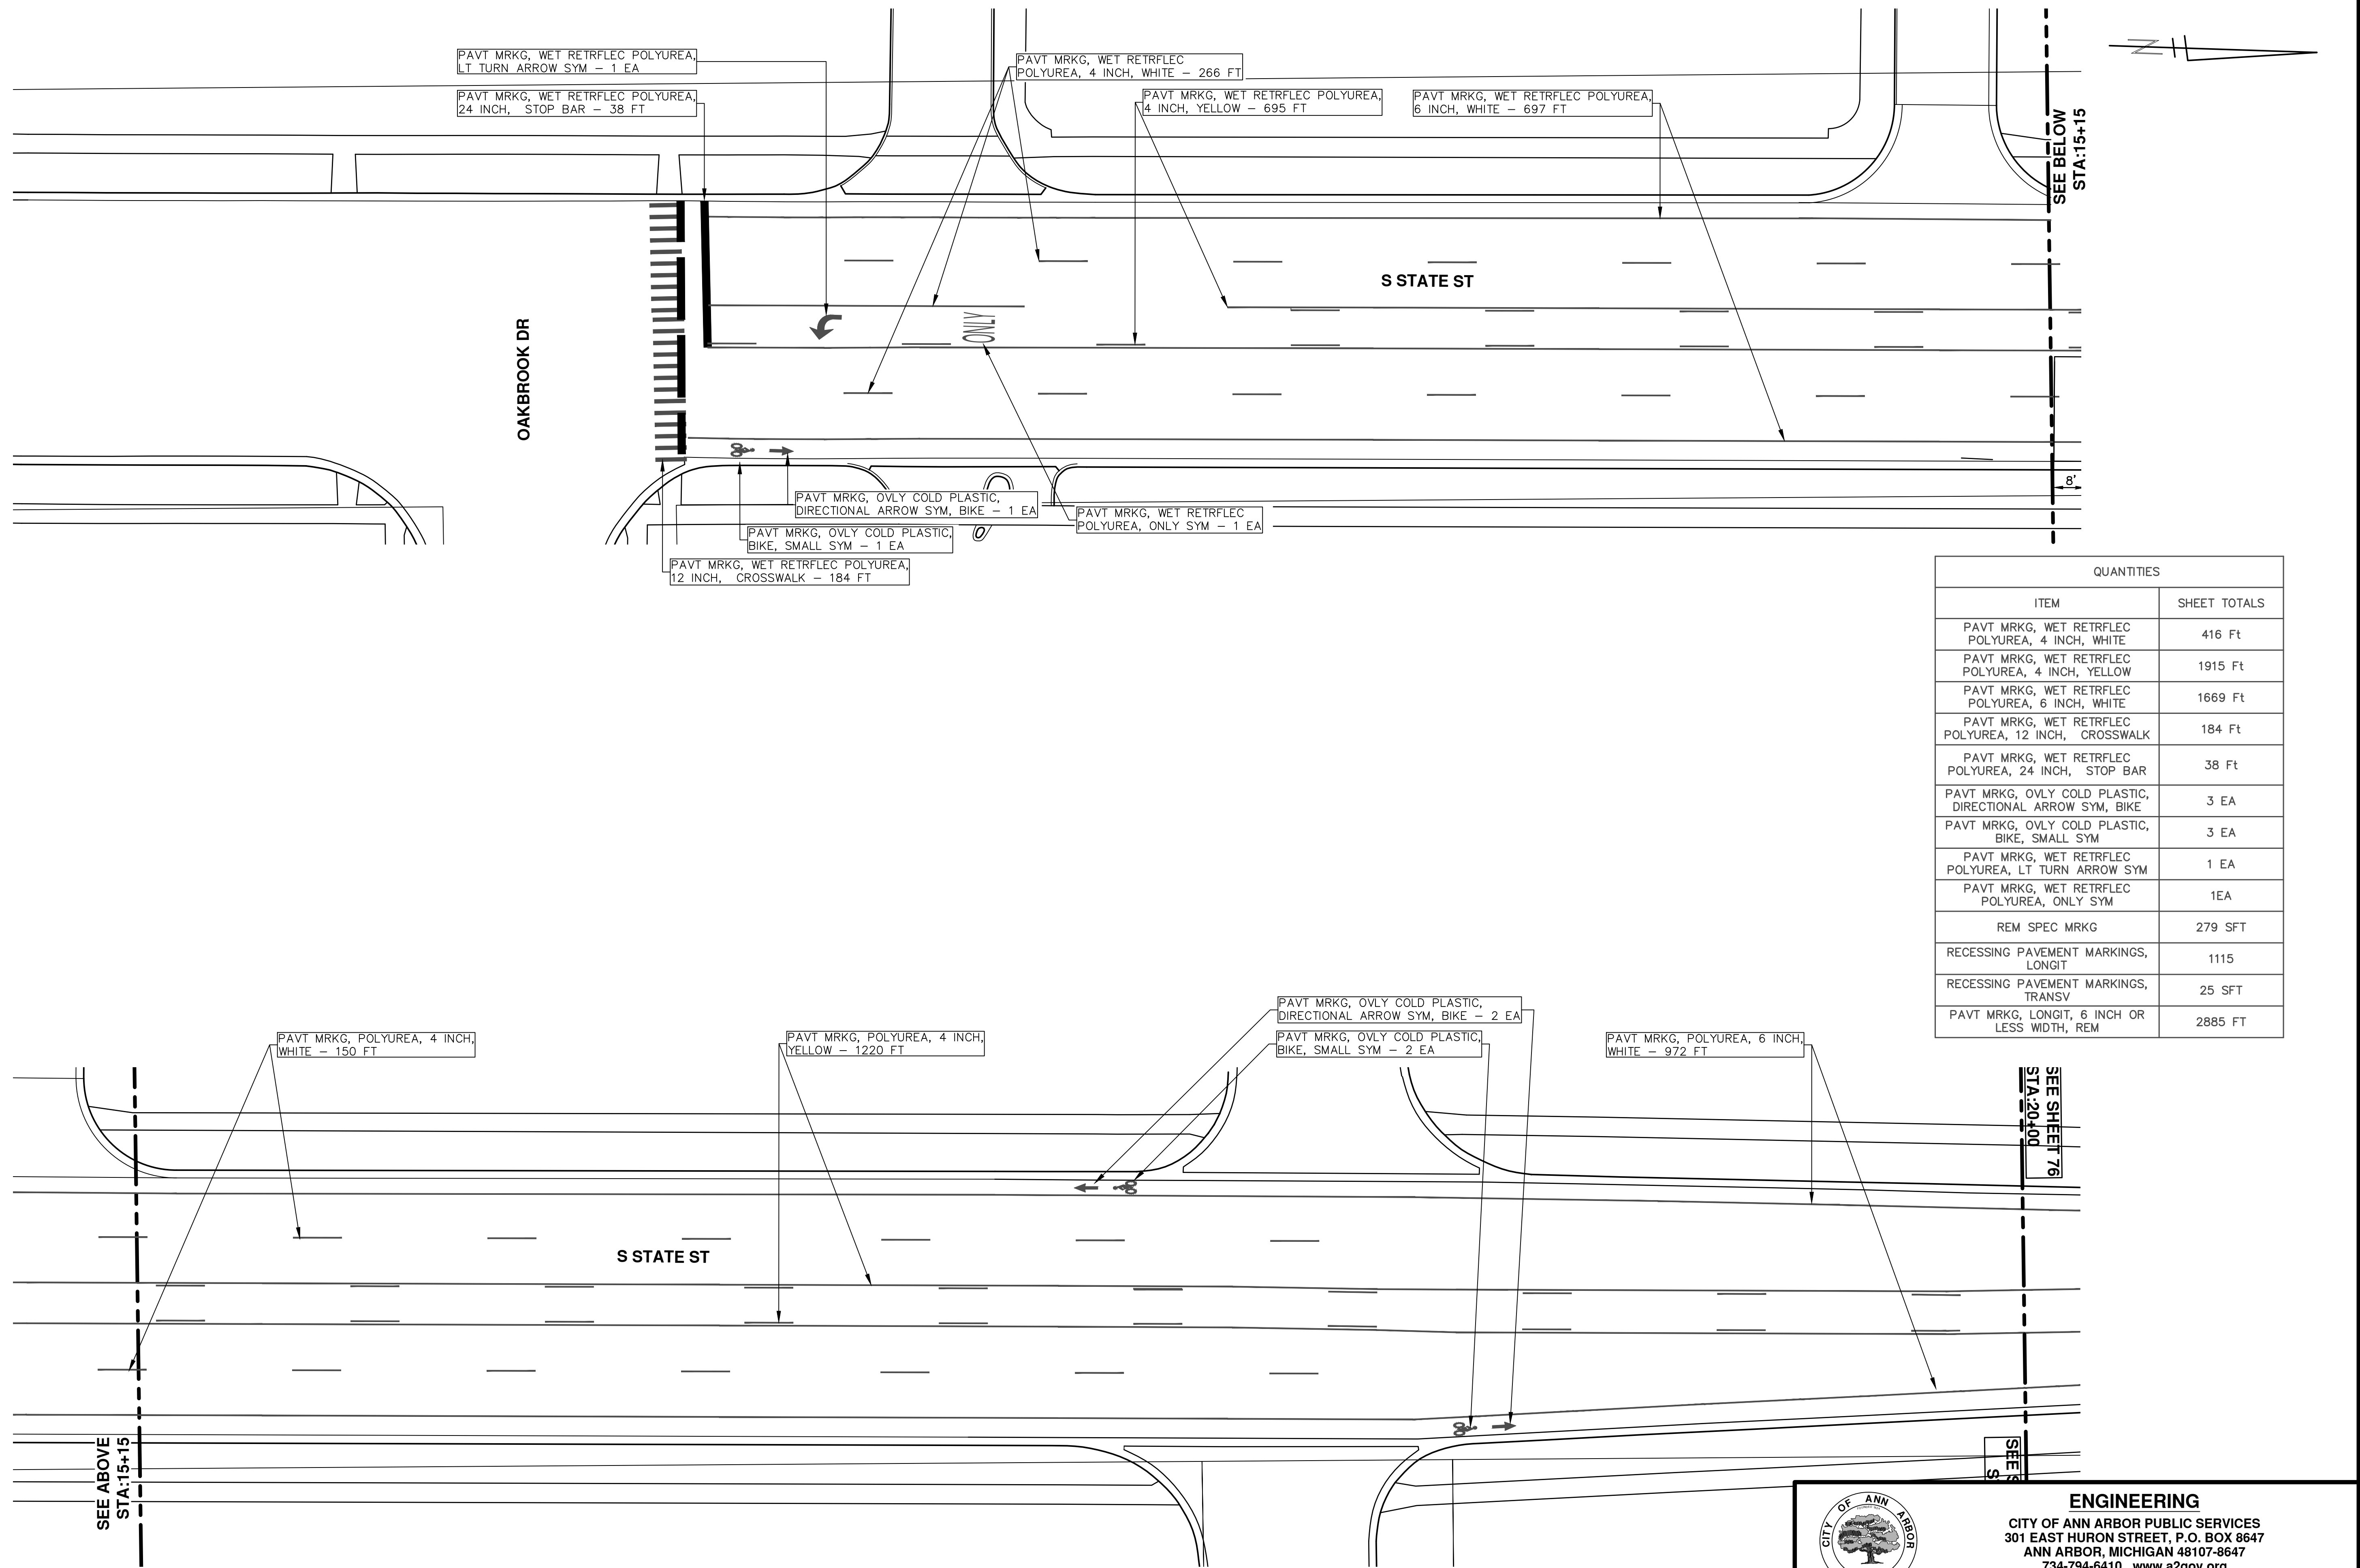 PAVT MRKG, WET RETRFLEC POLYUREA,
LT TURN ARROW SYM – 1 EA
PAVT MRKG, WET RETRFLEC POLYUREA,
24 INCH, STOP BAR – 38 FT
PAVT MRKG, WET RETRFLEC
POLYUREA, 4 INCH, WHITE – 266 FT
PAVT MRKG, WET RETRFLEC POLYUREA,
4 INCH, YELLOW – 695 FT
PAVT MRKG, WET RETRFLEC POLYUREA,
6 INCH, WHITE – 697 FT
N
SEE BELOW
STA:15+15
S STATE ST
OAKBROOK DR
ONLY
8'
PAVT MRKG, OVLY COLD PLASTIC,
DIRECTIONAL ARROW SYM, BIKE – 1 EA
PAVT MRKG, WET RETRFLEC
POLYUREA, ONLY SYM – 1 EA
PAVT MRKG, OVLY COLD PLASTIC,
BIKE, SMALL SYM – 1 EA
PAVT MRKG, WET RETRFLEC POLYUREA,
12 INCH, CROSSWALK – 184 FT
QUANTITIES
ITEM SHEET TOTALS
PAVT MRKG, WET RETRFLEC
POLYUREA, 4 INCH, WHITE
416 Ft
PAVT MRKG, WET RETRFLEC
POLYUREA, 4 INCH, YELLOW
1915 Ft
PAVT MRKG, WET RETRFLEC
POLYUREA, 6 INCH, WHITE
1669 Ft
PAVT MRKG, WET RETRFLEC
POLYUREA, 12 INCH, CROSSWALK
184 Ft
PAVT MRKG, WET RETRFLEC
POLYUREA, 24 INCH, STOP BAR
38 Ft
PAVT MRKG, OVLY COLD PLASTIC,
DIRECTIONAL ARROW SYM, BIKE
3 EA
PAVT MRKG, OVLY COLD PLASTIC,
BIKE, SMALL SYM
3 EA
PAVT MRKG, WET RETRFLEC
POLYUREA, LT TURN ARROW SYM
1 EA
PAVT MRKG, WET RETRFLEC
POLYUREA, ONLY SYM
1EA
REM SPEC MRKG 279 SFT
RECESSING PAVEMENT MARKINGS,
LONGIT
1115
RECESSING PAVEMENT MARKINGS,
TRANSV
25 SFT
PAVT MRKG, LONGIT, 6 INCH OR
LESS WIDTH, REM
2885 FT
PAVT MRKG, POLYUREA, 4 INCH,
WHITE – 150 FT
PAVT MRKG, POLYUREA, 4 INCH,
YELLOW – 1220 FT
PAVT MRKG, OVLY COLD PLASTIC,
DIRECTIONAL ARROW SYM, BIKE – 2 EA
PAVT MRKG, OVLY COLD PLASTIC,
BIKE, SMALL SYM – 2 EA
PAVT MRKG, POLYUREA, 6 INCH,
WHITE – 972 FT
SEE SHEET 76
STA:20+00
S STATE ST
SEE ABOVE
STA:15+15
SEE S
S
CITY OF ANN ARBOR
ENGINEERING
CITY OF ANN ARBOR PUBLIC SERVICES
301 EAST HURON STREET, P.O. BOX 8647
ANN ARBOR, MICHIGAN 48107-8647
734-794-6410 www.a2gov.org